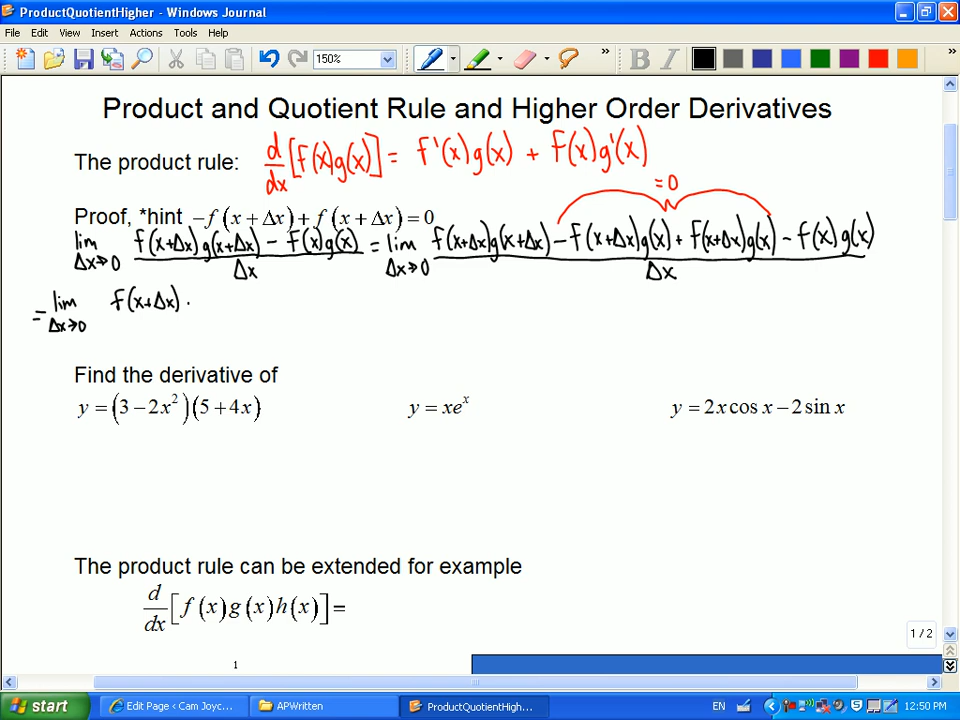 ProductQuotientHigher - Windows Journal
File Edit View Insert Actions Tools Help
150% B I
Product and Quotient Rule and Higher Order Derivatives
The product rule: d/dx [f(x)g(x)] = f'(x)g(x) + f(x)g'(x)
= 0
Proof, *hint −f(x+Δx)+f(x+Δx)=0
lim Δx→0 f(x+Δx)g(x+Δx) − f(x)g(x) / Δx = lim Δx→0 f(x+Δx)g(x+Δx) − f(x+Δx)g(x) + f(x+Δx)g(x) − f(x)g(x) / Δx
= lim Δx→0 f(x+Δx) ·
Find the derivative of
y = (3 − 2x²)(5 + 4x) y = xeˣ y = 2x cos x − 2 sin x
The product rule can be extended for example
d/dx [f(x)g(x)h(x)] =
1 / 2
1
start Edit Page < Cam Joyc... APWritten ProductQuotientHigh... EN 12:50 PM